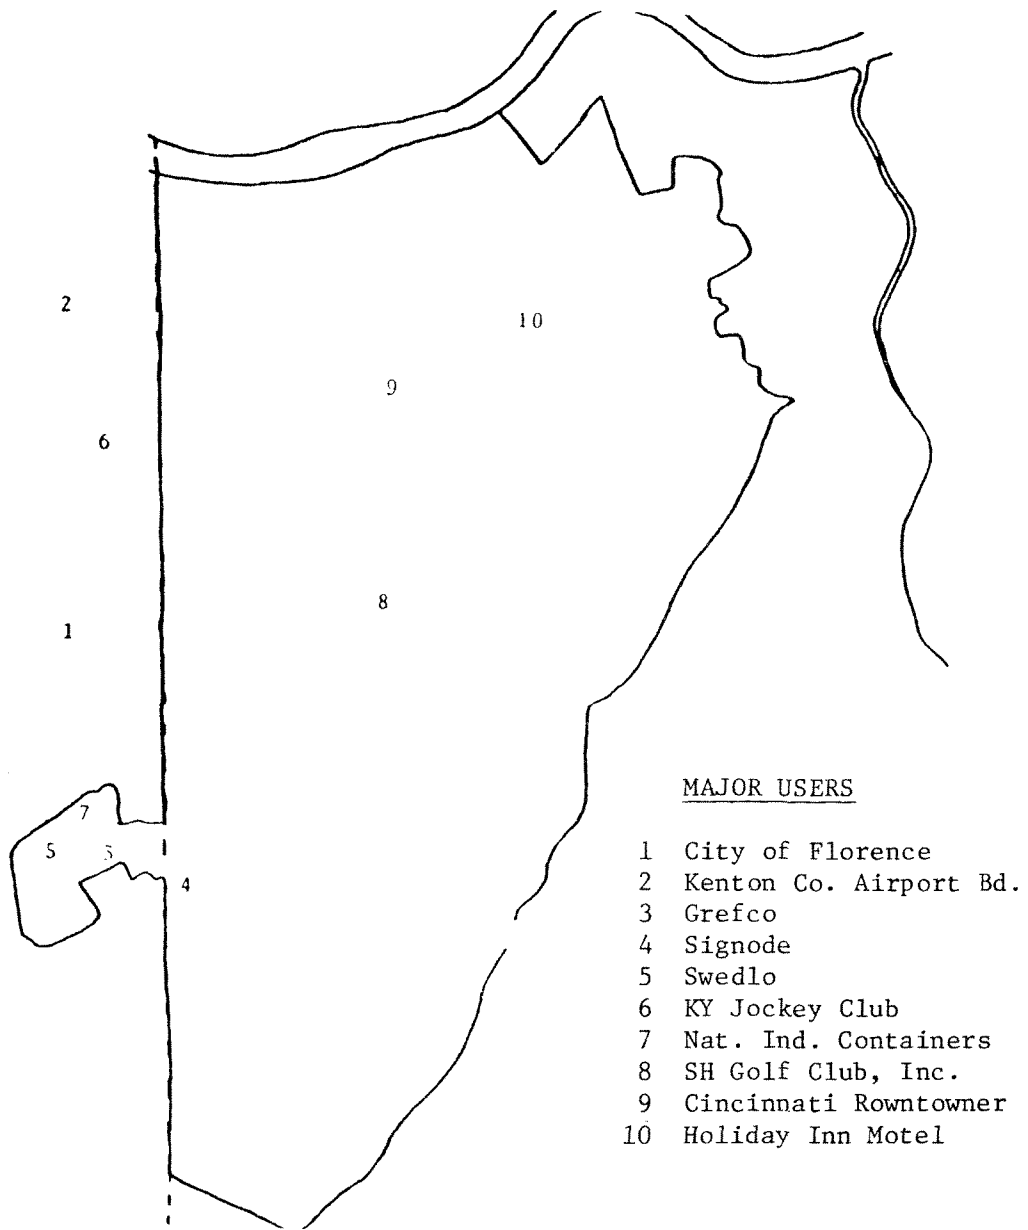 2
10
9
6
8
1
7
5 3
4
MAJOR USERS
1 City of Florence
2 Kenton Co. Airport Bd.
3 Grefco
4 Signode
5 Swedlo
6 KY Jockey Club
7 Nat. Ind. Containers
8 SH Golf Club, Inc.
9 Cincinnati Rowntowner
10 Holiday Inn Motel